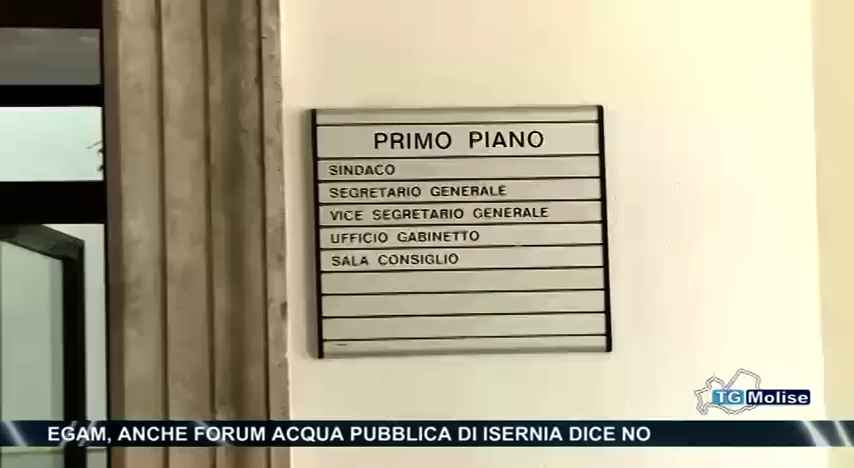 PRIMO PIANO
SINDACO
SEGRETARIO GENERALE
VICE SEGRETARIO GENERALE
UFFICIO GABINETTO
SALA CONSIGLIO
TG Molise
EGAM, ANCHE FORUM ACQUA PUBBLICA DI ISERNIA DICE NO